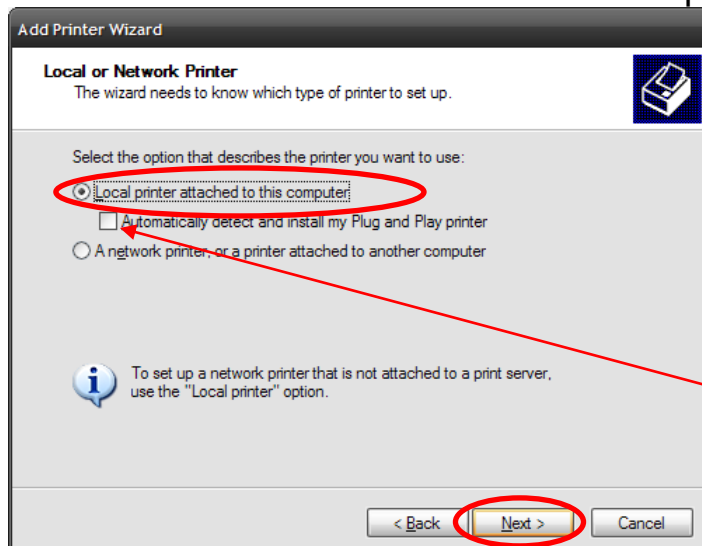 Add Printer Wizard
Local or Network Printer
The wizard needs to know which type of printer to set up.
Select the option that describes the printer you want to use:
Local printer attached to this computer
Automatically detect and install my Plug and Play printer
A network printer, or a printer attached to another computer
To set up a network printer that is not attached to a print server,
use the "Local printer" option.
< Back Next > Cancel